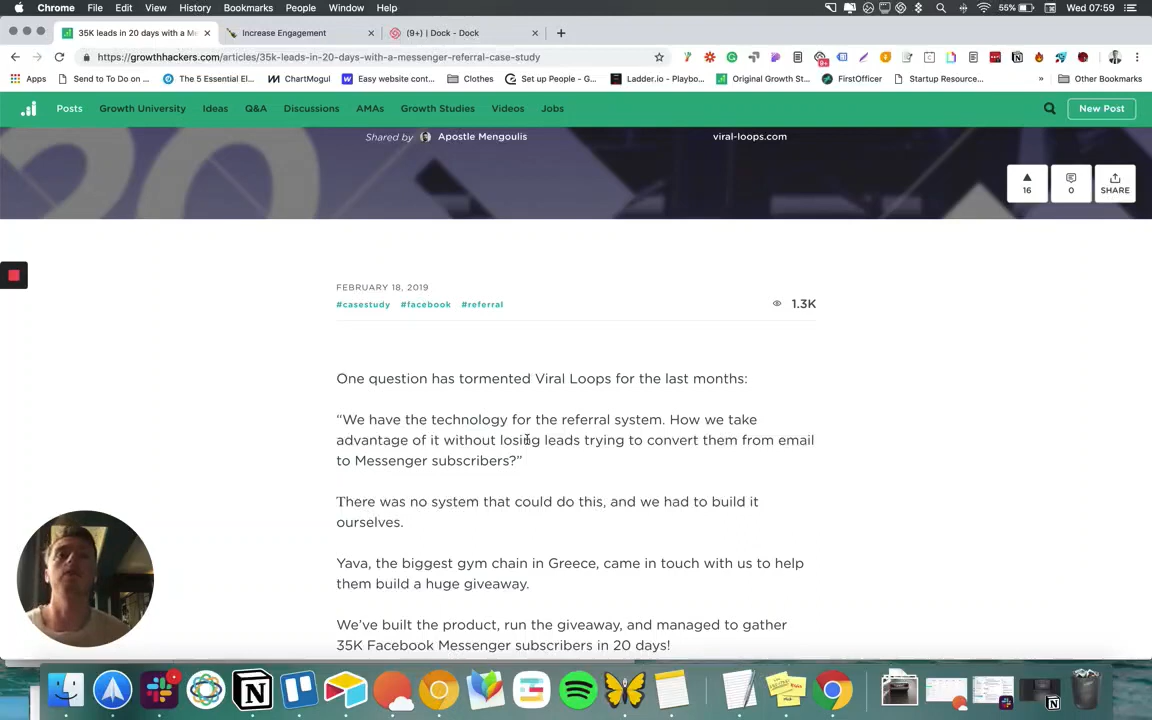 Chrome File Edit View History Bookmarks People Window Help 55% Wed 07:59
35K leads in 20 days with a M Increase Engagement (9+) | Dock - Dock
https://growthhackers.com/articles/35k-leads-in-20-days-with-a-messenger-referral-case-study
Apps Send to To Do on ... The 5 Essential El... ChartMogul Easy website cont... Clothes Set up People - G... Ladder.io - Playbo... Original Growth St... FirstOfficer Startup Resource... » Other Bookmarks
Posts Growth University Ideas Q&A Discussions AMAs Growth Studies Videos Jobs New Post
Shared by Apostle Mengoulis viral-loops.com
20
16 0 SHARE
FEBRUARY 18, 2019
#casestudy #facebook #referral 1.3K
One question has tormented Viral Loops for the last months:
“We have the technology for the referral system. How we take
advantage of it without losing leads trying to convert them from email
to Messenger subscribers?”
There was no system that could do this, and we had to build it
ourselves.
Yava, the biggest gym chain in Greece, came in touch with us to help
them build a huge giveaway.
We’ve built the product, run the giveaway, and managed to gather
35K Facebook Messenger subscribers in 20 days!